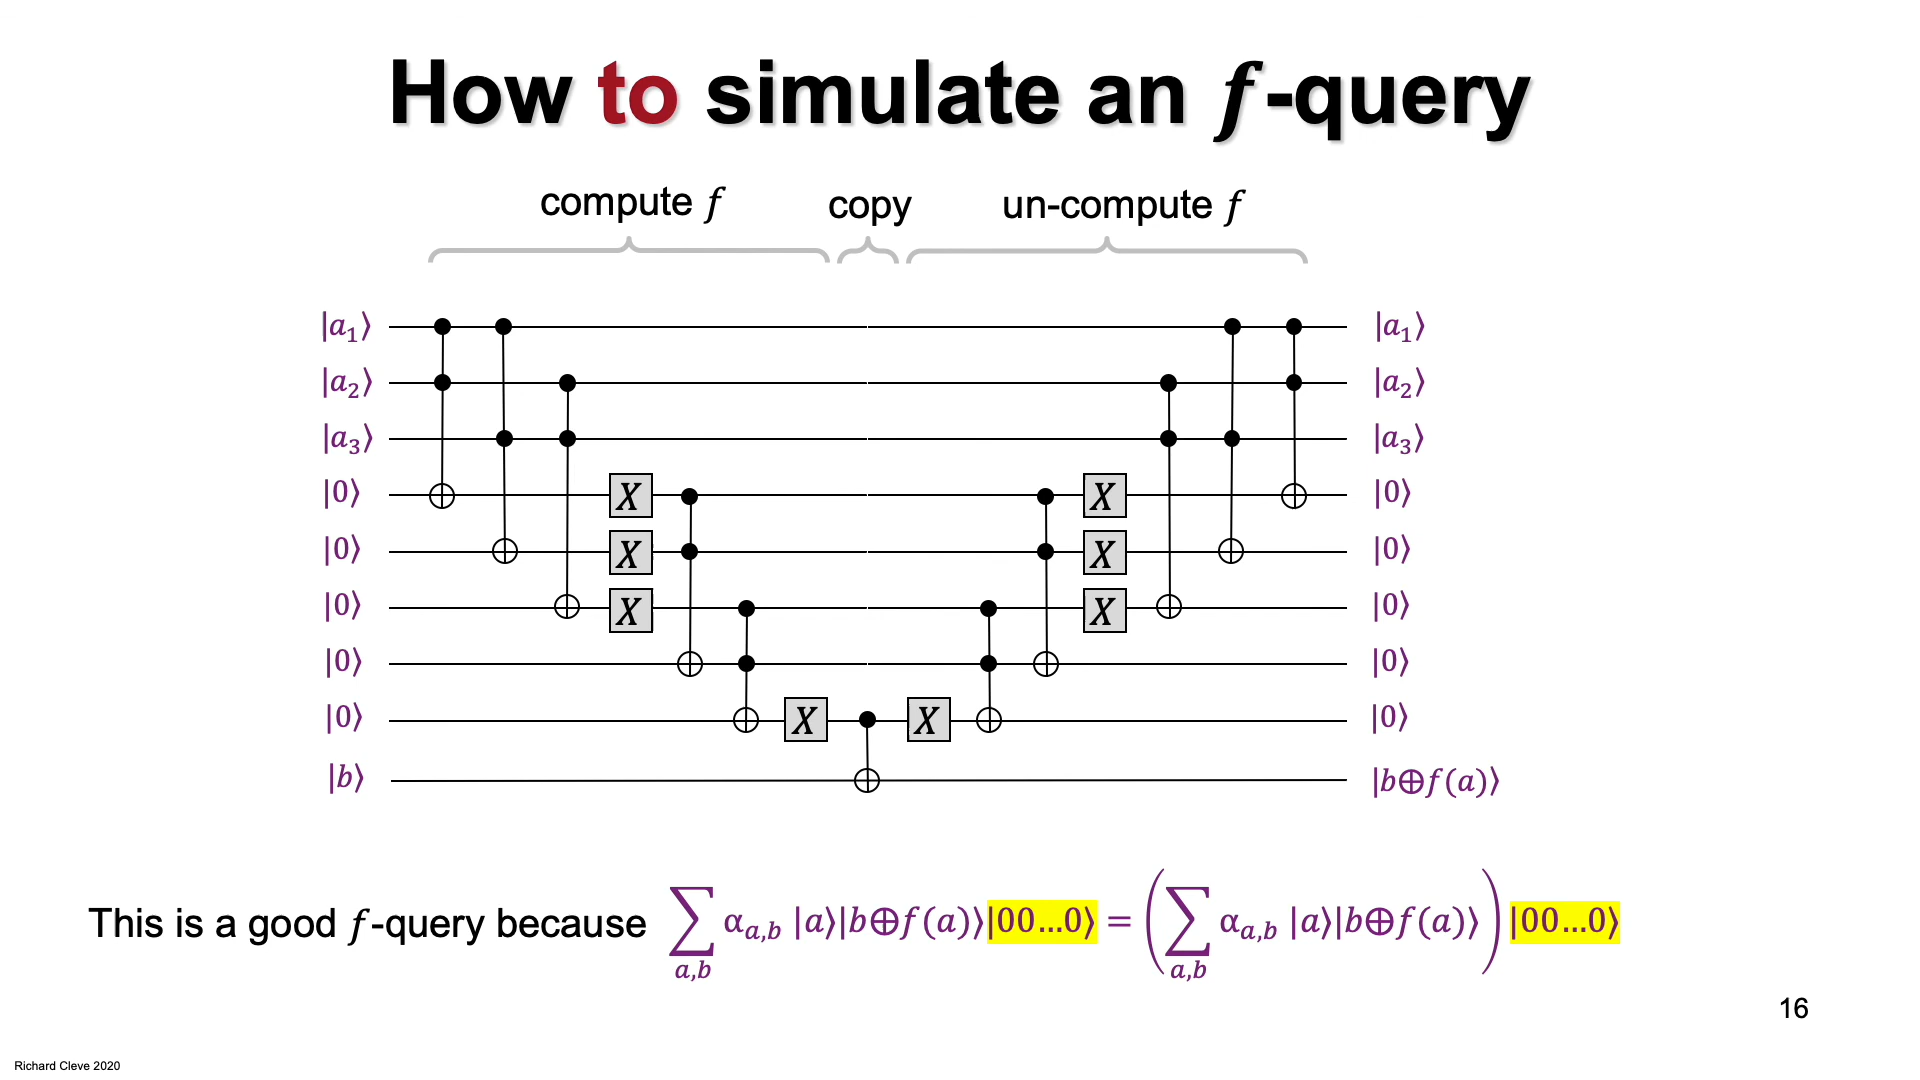 How to simulate an f-query
compute f copy un-compute f
|a₁⟩ |a₁⟩
|a₂⟩ |a₂⟩
|a₃⟩ |a₃⟩
|0⟩ X X |0⟩
|0⟩ X X |0⟩
|0⟩ X X |0⟩
|0⟩ |0⟩
|0⟩ X X |0⟩
|b⟩ |b⊕f(a)⟩
This is a good f-query because ∑_{a,b} α_{a,b} |a⟩|b⊕f(a)⟩|00…0⟩ = (∑_{a,b} α_{a,b} |a⟩|b⊕f(a)⟩)|00…0⟩
16
Richard Cleve 2020